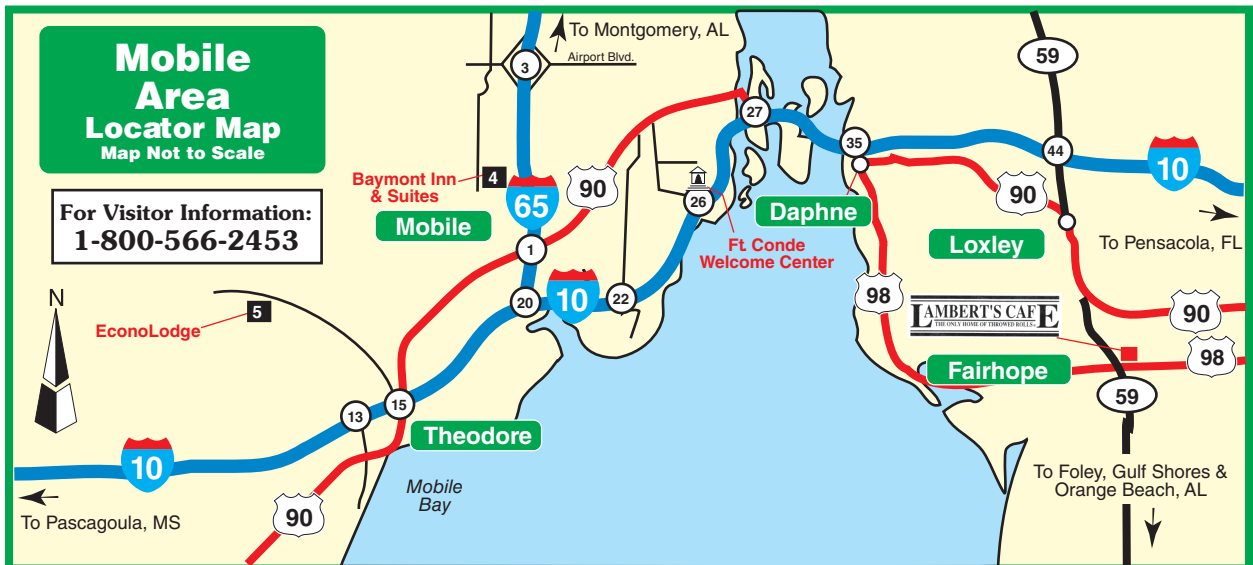 Mobile
Area
Locator Map
Map Not to Scale
For Visitor Information:
1-800-566-2453
To Montgomery, AL
Airport Blvd.
3
59
27
35
44
10
Baymont Inn
& Suites
4
65
90
26
Mobile
Daphne
90
1
Ft. Conde
Welcome Center
Loxley
To Pensacola, FL
N
EconoLodge
5
20
10
22
98
LAMBERT'S CAFE
THE ONLY HOME OF THROWED ROLLS
90
98
Fairhope
59
13
15
Theodore
10
Mobile
Bay
To Foley, Gulf Shores &
Orange Beach, AL
90
To Pascagoula, MS